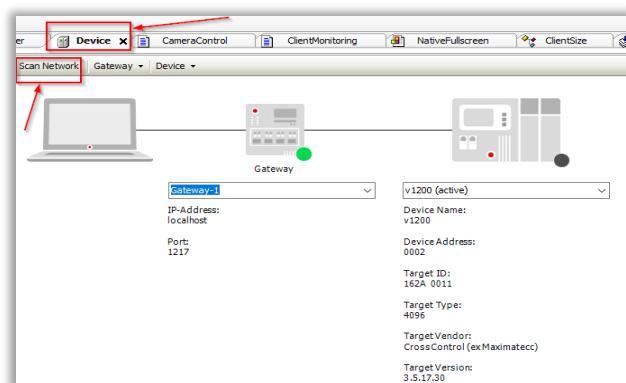 er Device X CameraControl ClientMonitoring NativeFullscreen ClientSize
Scan Network Gateway Device
Gateway
Gateway-1 v1200 (active)
IP-Address:
localhost
Port:
1217
Device Name:
v1200
Device Address:
0002
Target ID:
162A 0011
Target Type:
4096
Target Vendor:
CrossControl (ex Maximatecc)
Target Version:
3.5.17.30